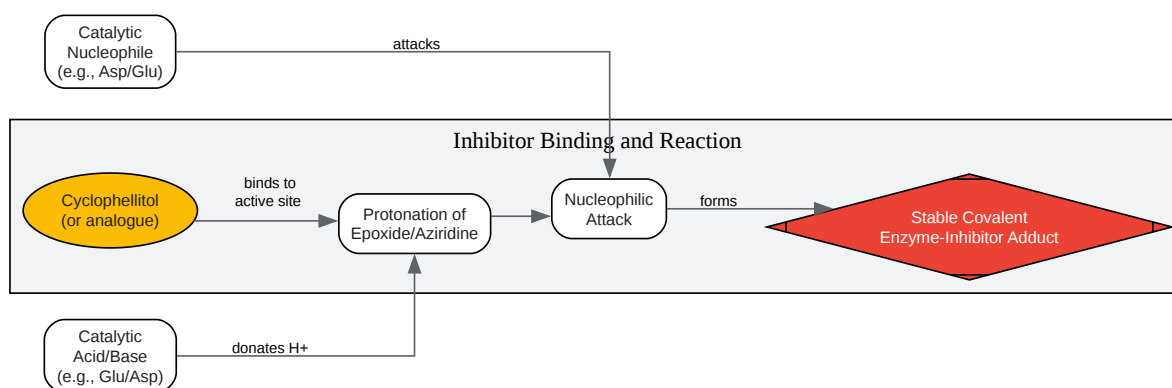 Catalytic
Nucleophile
(e.g., Asp/Glu)
attacks
Inhibitor Binding and Reaction
Cyclophellitol
(or analogue)
binds to
active site
Protonation of
Epoxide/Aziridine
Nucleophilic
Attack
forms
Stable Covalent
Enzyme-Inhibitor Adduct
Catalytic
Acid/Base
(e.g., Glu/Asp)
donates H+